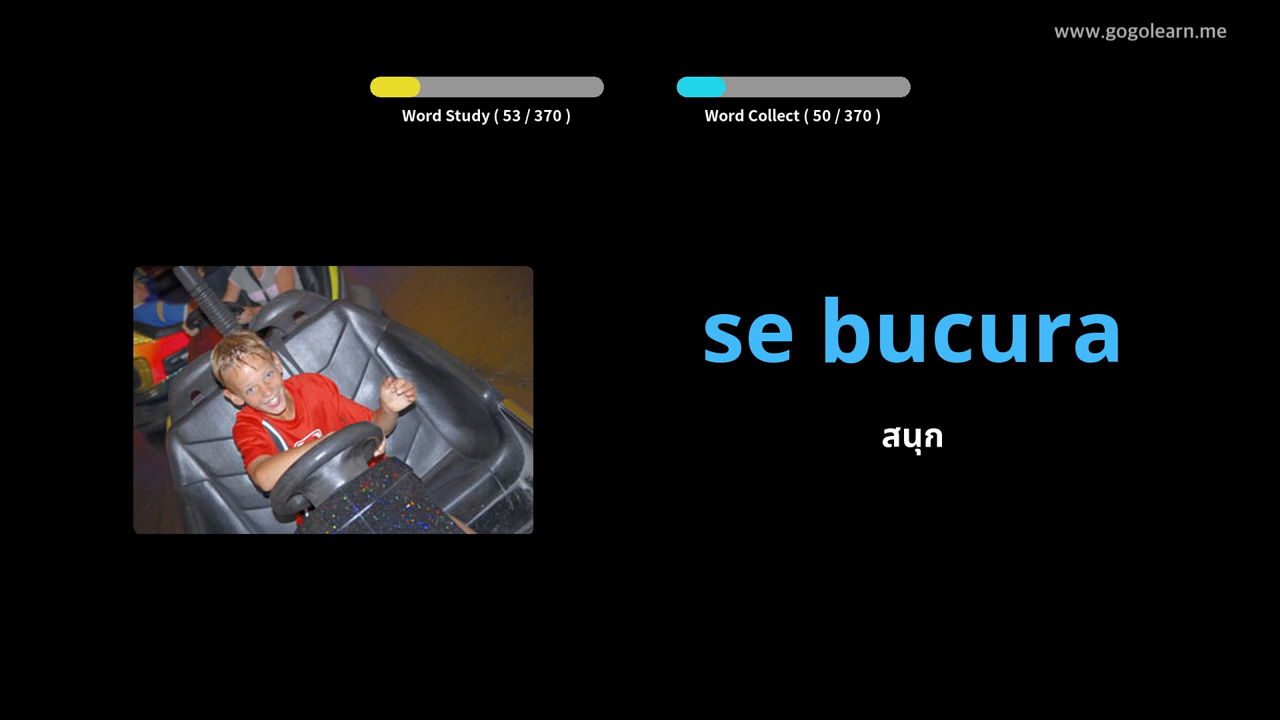 www.gogolearn.me
Word Study ( 53 / 370 )
Word Collect ( 50 / 370 )
se bucura
สนุก